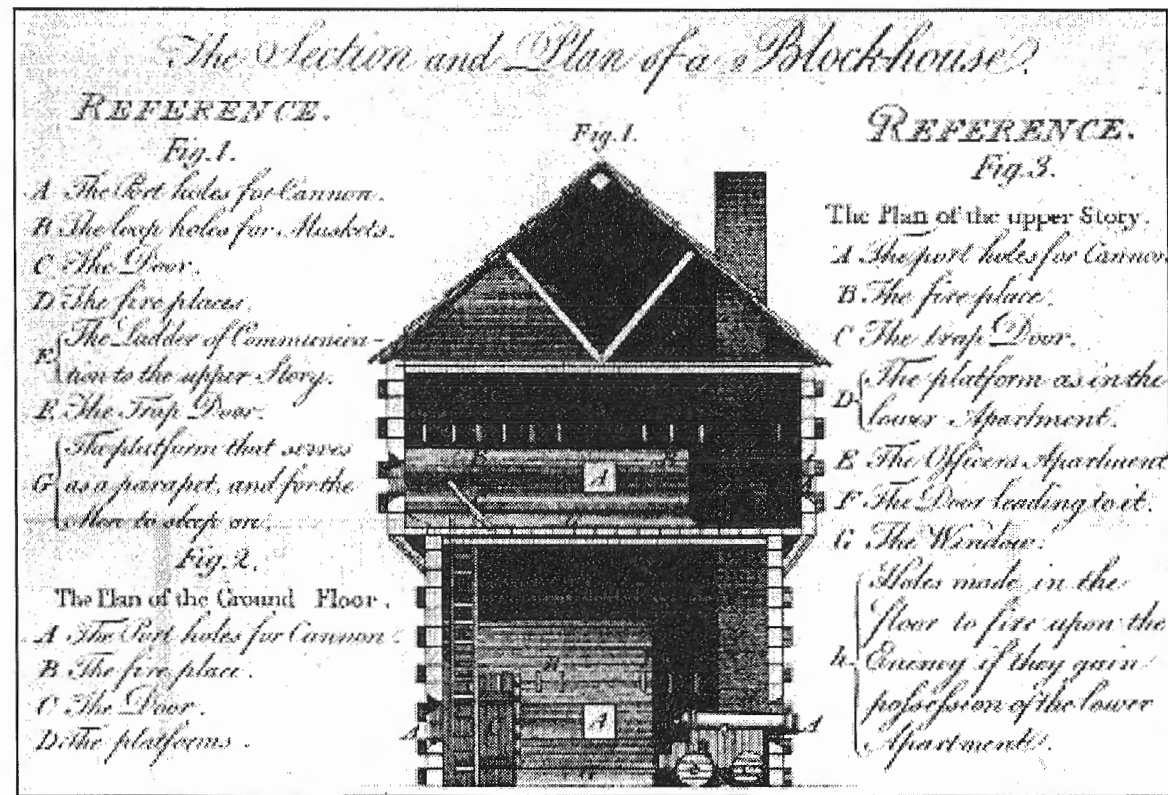 The Section and Plan of a Blockhouse.
REFERENCE.
Fig. 1.
A The Port holes for Cannon.
B The loop holes for Muskets.
C The Door.
D The fire places.
E The Ladder of Communica-
tion to the upper Story.
E The Trap Door.
G The platform that serves
as a parapet, and for the
Men to sleep on.
Fig. 2.
The Plan of the Ground Floor.
A The Port holes for Cannon.
B The fire place.
C The Door.
D The platforms.
Fig. 1.
A
A
B
A
A
REFERENCE.
Fig. 3.
The Plan of the upper Story.
A The port holes for Cannon
B The fire place.
C The trap Door.
D The platform as in the
lower Apartment.
E The Officers Apartment
F The Door leading to it.
G The Window.
h Holes made in the
floor to fire upon the
Enemy if they gain
possession of the lower
Apartment.